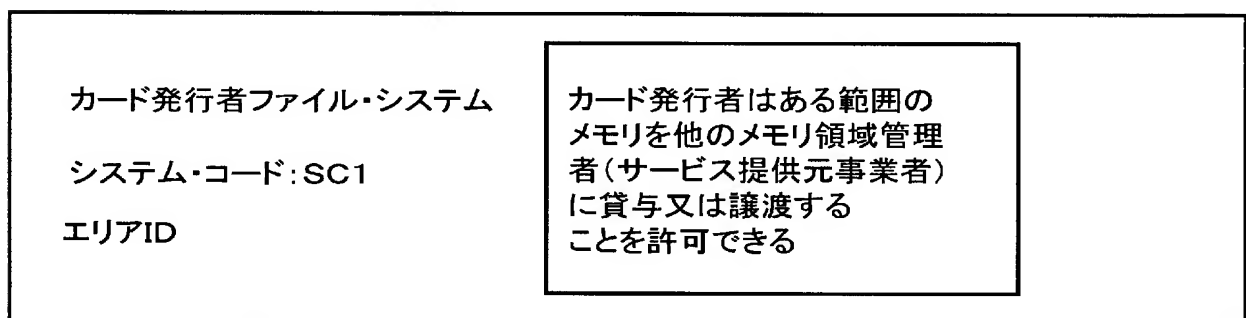 カード発行者ファイル・システム
システム・コード:SC1
エリアID
カード発行者はある範囲の
メモリを他のメモリ領域管理
者(サービス提供元事業者)
に貸与又は譲渡する
ことを許可できる